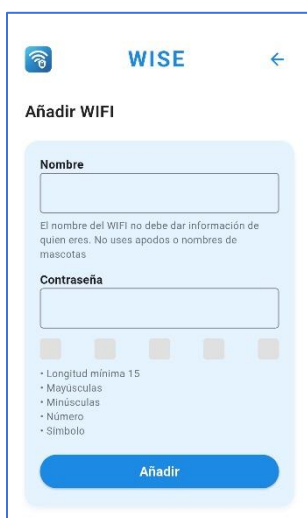 WISE
Añadir WIFI
Nombre
El nombre del WIFI no debe dar información de
quien eres. No uses apodos o nombres de
mascotas
Contraseña
• Longitud mínima 15
• Mayúsculas
• Minúsculas
• Número
• Símbolo
Añadir